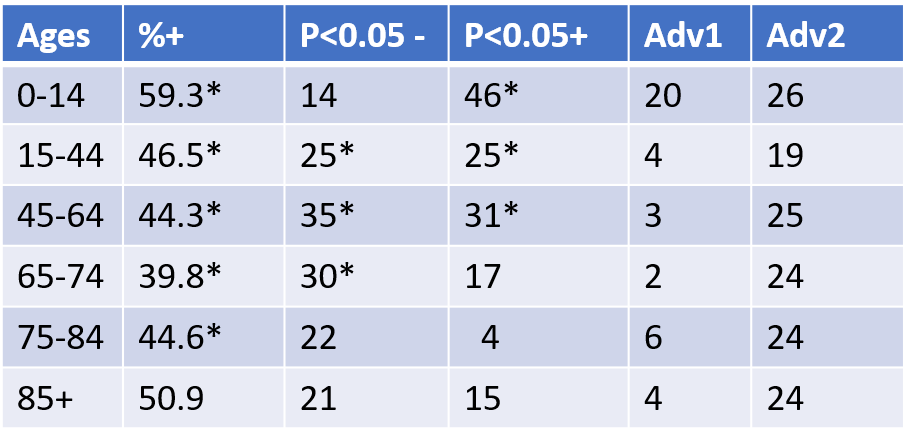 Ages %+ P<0.05 - P<0.05+ Adv1 Adv2
0-14 59.3* 14 46* 20 26
15-44 46.5* 25* 25* 4 19
45-64 44.3* 35* 31* 3 25
65-74 39.8* 30* 17 2 24
75-84 44.6* 22 4 6 24
85+ 50.9 21 15 4 24